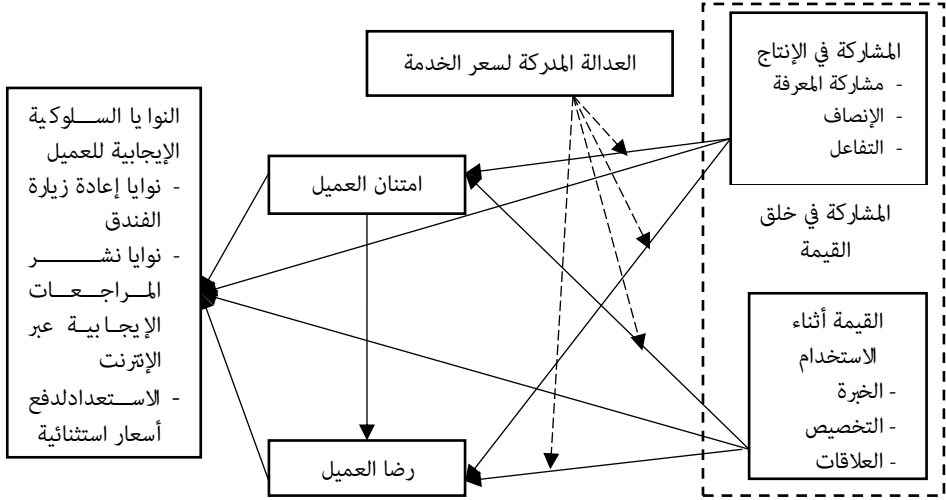 المشاركة في الإنتاج
- مشاركة المعرفة
- الإنصاف
- التفاعل
المشاركة في خلق
القيمة
القيمة أثناء
الاستخدام
- الخبرة
- التخصيص
- العلاقات
العدالة المدركة لسعر الخدمة
امتنان العميل
رضا العميل
النوايا السلوكية
الإيجابية للعميل
- نوايا إعادة زيارة
الفندق
- نوايا نشر
المراجعات
الإيجابية عبر
الإنترنت
- الاستعدادلدفع
أسعار استثنائية